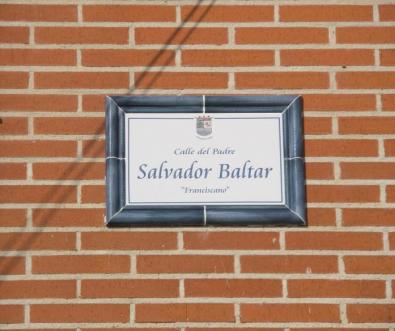 Calle del Padre
Salvador Baltar
"Franciscano"